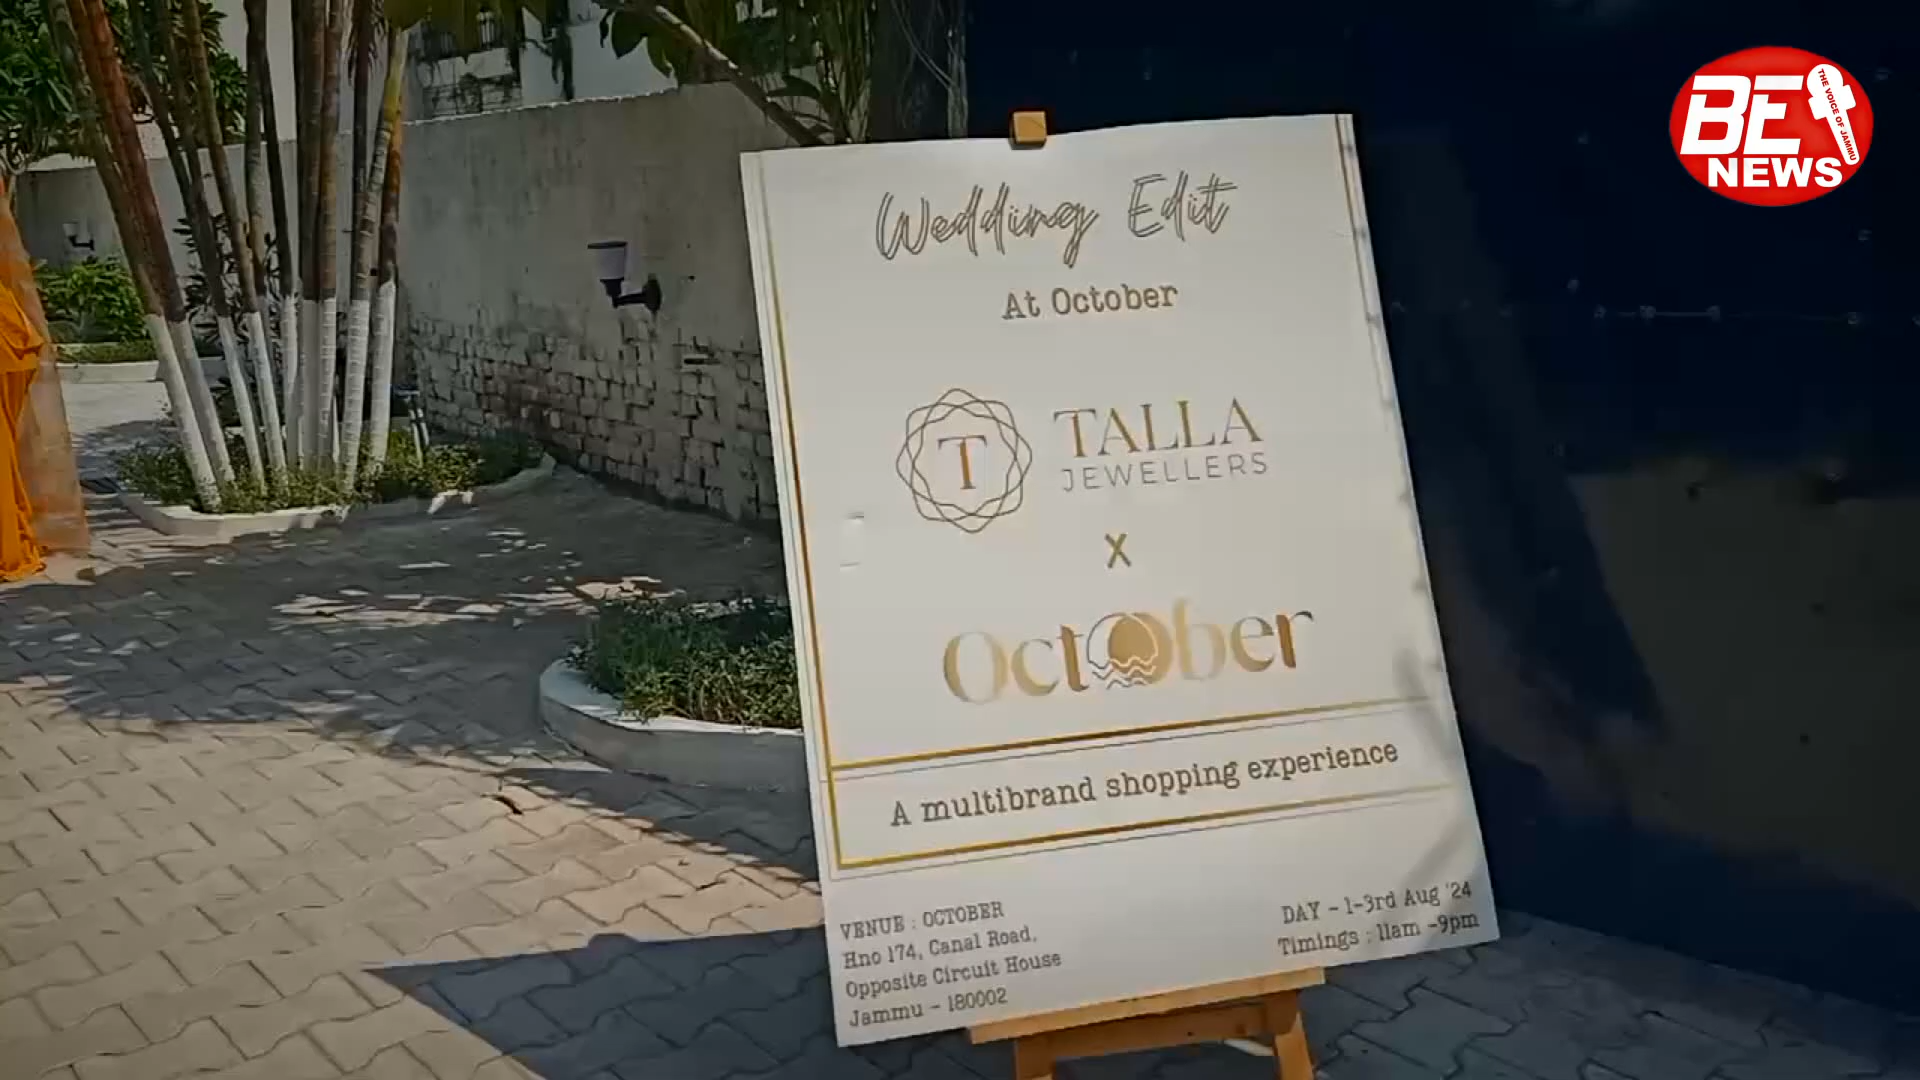 BE
NEWS
THE VOICE OF JAMMU
Wedding Edit
At October
T
TALLA
JEWELLERS
X
October
A multibrand shopping experience
VENUE : OCTOBER
Hno 174, Canal Road,
Opposite Circuit House
Jammu - 180002
DAY - 1-3rd Aug '24
Timings : 11am -9pm